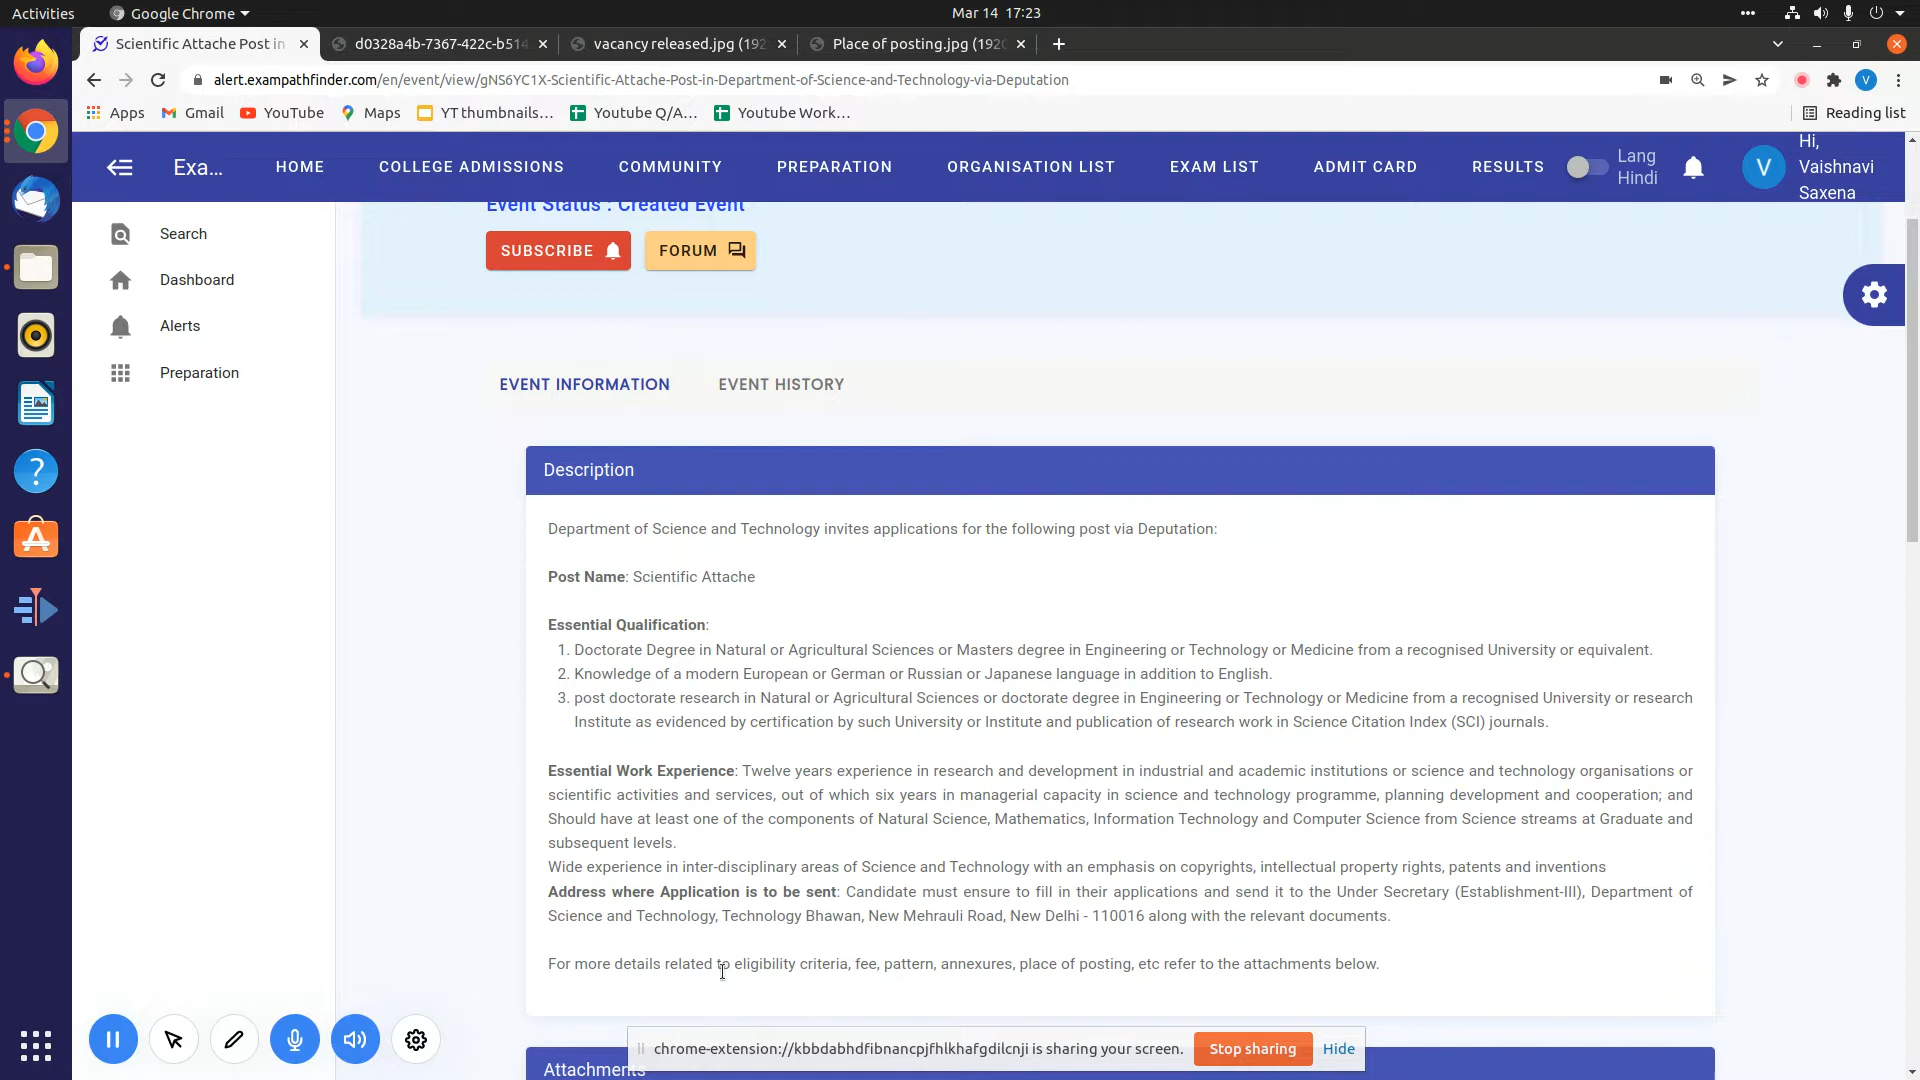 Activities
Google Chrome
Mar 14 17:23
Scientific Attache Post in
d0328a4b-7367-422c-b514
vacancy released.jpg (192
Place of posting.jpg (192
alert.exampathfinder.com/en/event/view/gNS6YC1X-Scientific-Attache-Post-in-Department-of-Science-and-Technology-via-Deputation
V
Apps
Gmail
YouTube
Maps
YT thumbnails...
Youtube Q/A...
Youtube Work...
Reading list
Exa...
HOME
COLLEGE ADMISSIONS
COMMUNITY
PREPARATION
ORGANISATION LIST
EXAM LIST
ADMIT CARD
RESULTS
Lang
Hindi
V
Hi,
Vaishnavi
Saxena
Search
Dashboard
Alerts
Preparation
Event Status : Created Event
SUBSCRIBE
FORUM
EVENT INFORMATION
EVENT HISTORY
Description
Department of Science and Technology invites applications for the following post via Deputation:
Post Name: Scientific Attache
Essential Qualification:
1. Doctorate Degree in Natural or Agricultural Sciences or Masters degree in Engineering or Technology or Medicine from a recognised University or equivalent.
2. Knowledge of a modern European or German or Russian or Japanese language in addition to English.
3. post doctorate research in Natural or Agricultural Sciences or doctorate degree in Engineering or Technology or Medicine from a recognised University or research
Institute as evidenced by certification by such University or Institute and publication of research work in Science Citation Index (SCI) journals.
Essential Work Experience: Twelve years experience in research and development in industrial and academic institutions or science and technology organisations or
scientific activities and services, out of which six years in managerial capacity in science and technology programme, planning development and cooperation; and
Should have at least one of the components of Natural Science, Mathematics, Information Technology and Computer Science from Science streams at Graduate and
subsequent levels.
Wide experience in inter-disciplinary areas of Science and Technology with an emphasis on copyrights, intellectual property rights, patents and inventions
Address where Application is to be sent: Candidate must ensure to fill in their applications and send it to the Under Secretary (Establishment-III), Department of
Science and Technology, Technology Bhawan, New Mehrauli Road, New Delhi - 110016 along with the relevant documents.
For more details related to eligibility criteria, fee, pattern, annexures, place of posting, etc refer to the attachments below.
Attachments
chrome-extension://kbbdabhdfibnancpjfhlkhafgdilcnji is sharing your screen.
Stop sharing
Hide